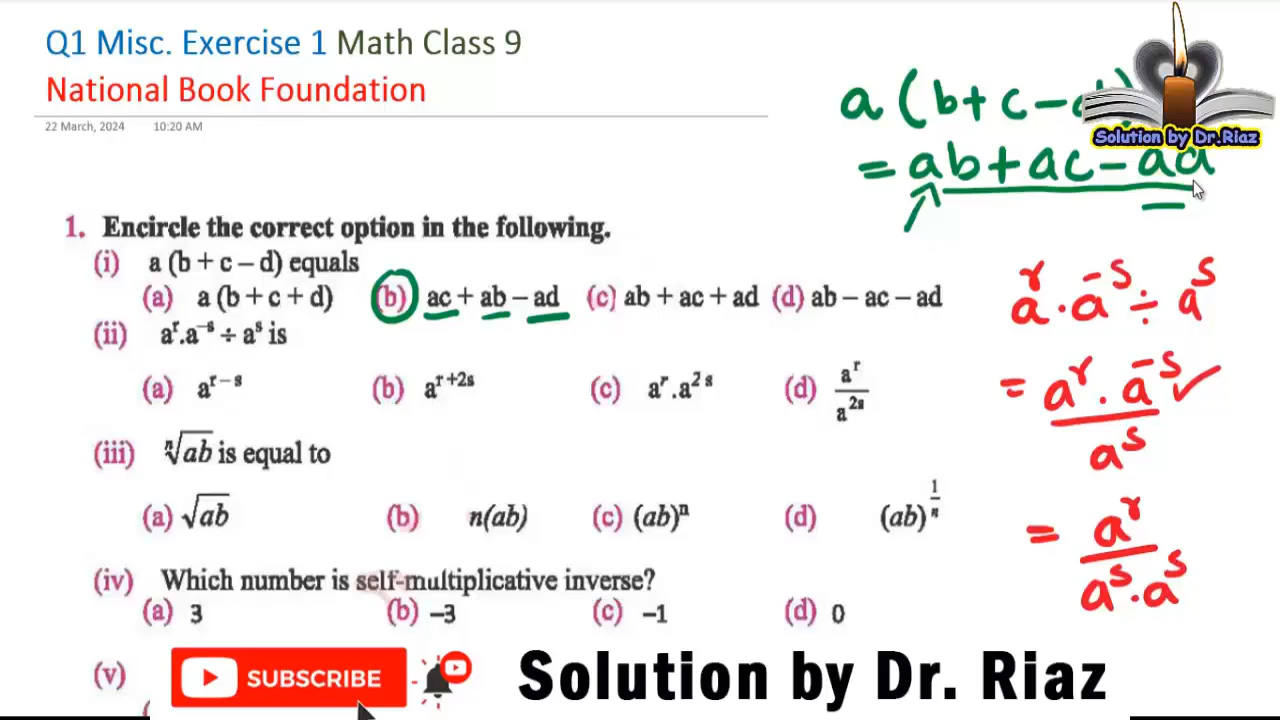 Q1 Misc. Exercise 1 Math Class 9
National Book Foundation
22 March, 2024 10:20 AM
a (b+c-d)
= ab+ac-ad
Solution by Dr.Riaz
1. Encircle the correct option in the following.
(i) a (b + c – d) equals
(a) a (b + c + d) (b) ac + ab – ad (c) ab + ac + ad (d) ab – ac – ad
(ii) aʳ.a⁻ˢ ÷ aˢ is
(a) aʳ⁻ˢ (b) aʳ⁺²ˢ (c) aʳ.a²ˢ (d) aʳ/a²ˢ
(iii) ⁿ√ab is equal to
(a) √ab (b) n(ab) (c) (ab)ⁿ (d) (ab)^(1/n)
(iv) Which number is self-multiplicative inverse?
(a) 3 (b) –3 (c) –1 (d) 0
(v)
aʳ . a⁻ˢ ÷ aˢ
= aʳ . a⁻ˢ / aˢ ✓
= aʳ / aˢ . aˢ
SUBSCRIBE
Solution by Dr. Riaz